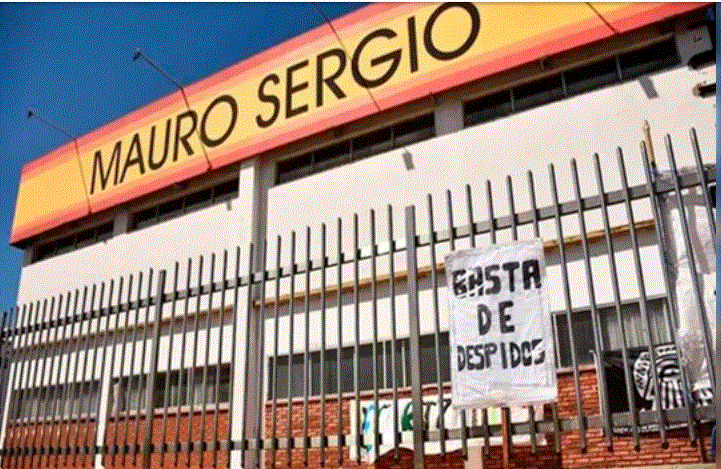 MAURO SERGIO
BASTA
DE
DESPIDOS